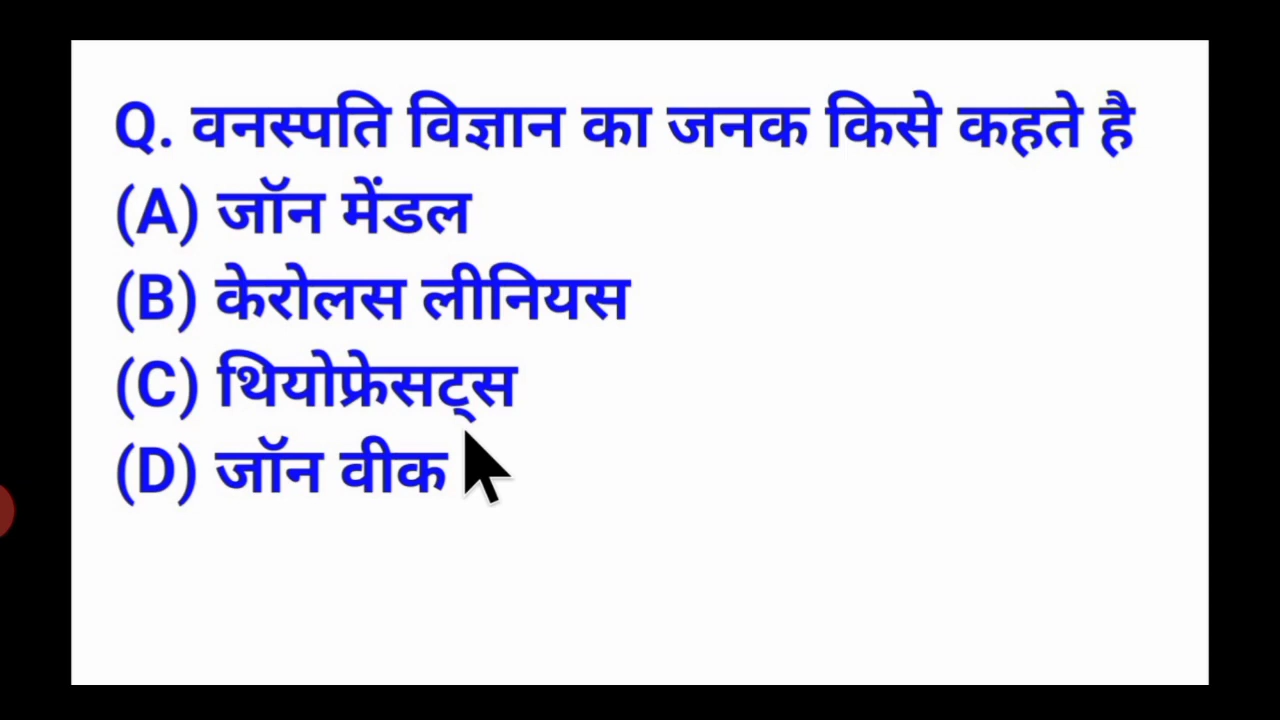 Q. वनस्पति विज्ञान का जनक किसे कहते है
(A) जॉन मेंडल
(B) केरोलस लीनियस
(C) थियोफ्रेसट्स
(D) जॉन वीक